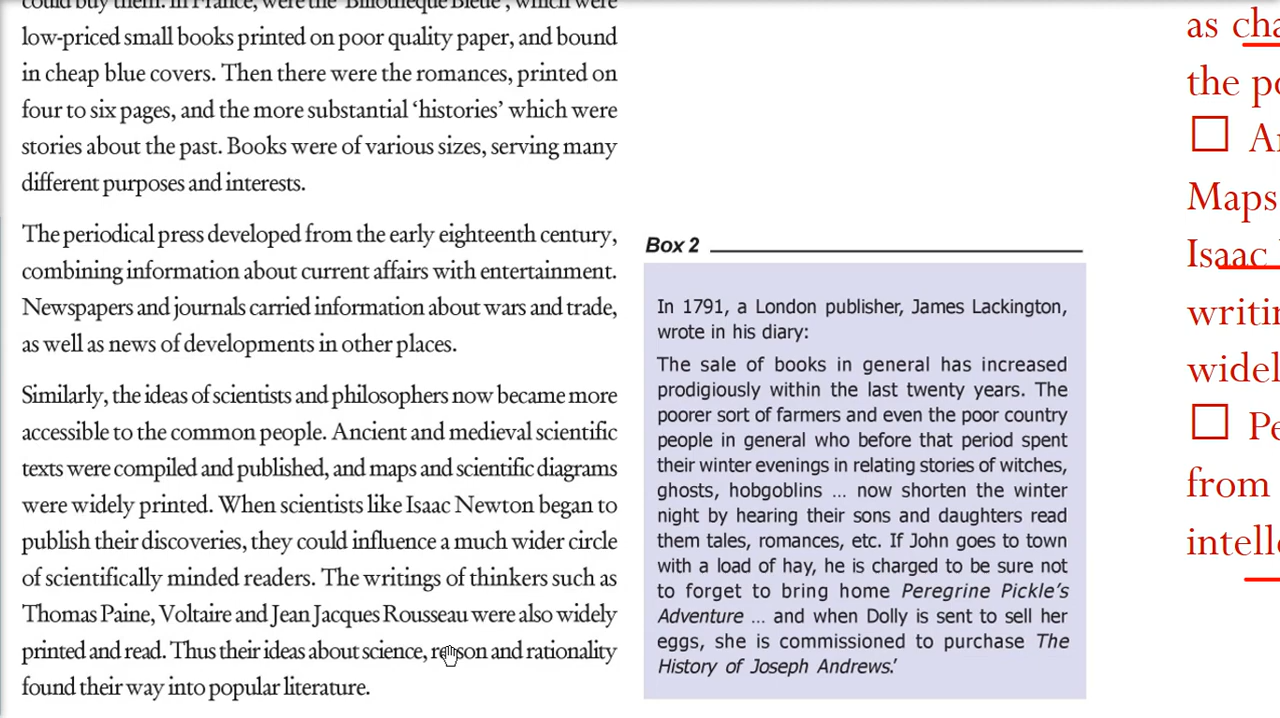 could buy them. In France, were the
low-priced small books printed on poor quality paper, and bound
in cheap blue covers. Then there were the romances, printed on
four to six pages, and the more substantial ‘histories’ which were
stories about the past. Books were of various sizes, serving many
different purposes and interests.
The periodical press developed from the early eighteenth century,
combining information about current affairs with entertainment.
Newspapers and journals carried information about wars and trade,
as well as news of developments in other places.
Similarly, the ideas of scientists and philosophers now became more
accessible to the common people. Ancient and medieval scientific
texts were compiled and published, and maps and scientific diagrams
were widely printed. When scientists like Isaac Newton began to
publish their discoveries, they could influence a much wider circle
of scientifically minded readers. The writings of thinkers such as
Thomas Paine, Voltaire and Jean Jacques Rousseau were also widely
printed and read. Thus their ideas about science, reason and rationality
found their way into popular literature.
Box 2
In 1791, a London publisher, James Lackington,
wrote in his diary:
The sale of books in general has increased
prodigiously within the last twenty years. The
poorer sort of farmers and even the poor country
people in general who before that period spent
their winter evenings in relating stories of witches,
ghosts, hobgoblins … now shorten the winter
night by hearing their sons and daughters read
them tales, romances, etc. If John goes to town
with a load of hay, he is charged to be sure not
to forget to bring home Peregrine Pickle’s
Adventure … and when Dolly is sent to sell her
eggs, she is commissioned to purchase The
History of Joseph Andrews.’
as
the
Maps
Isaac
from